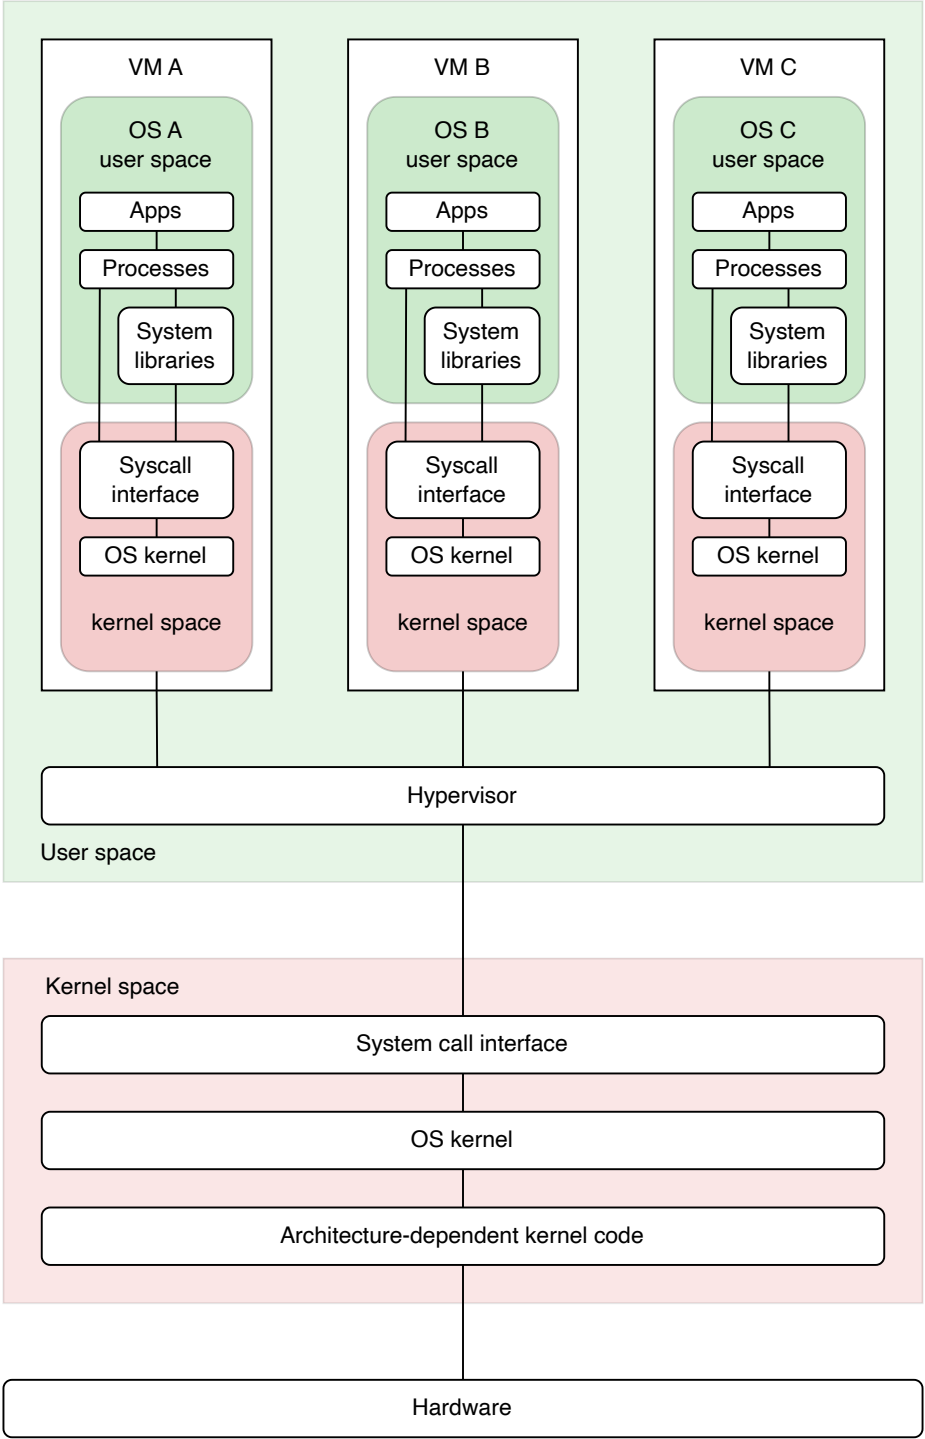 VM A
OS A
user space
Apps
Processes
System
libraries
Syscall
interface
OS kernel
kernel space
VM B
OS B
user space
Apps
Processes
System
libraries
Syscall
interface
OS kernel
kernel space
VM C
OS C
user space
Apps
Processes
System
libraries
Syscall
interface
OS kernel
kernel space
Hypervisor
User space
Kernel space
System call interface
OS kernel
Architecture-dependent kernel code
Hardware